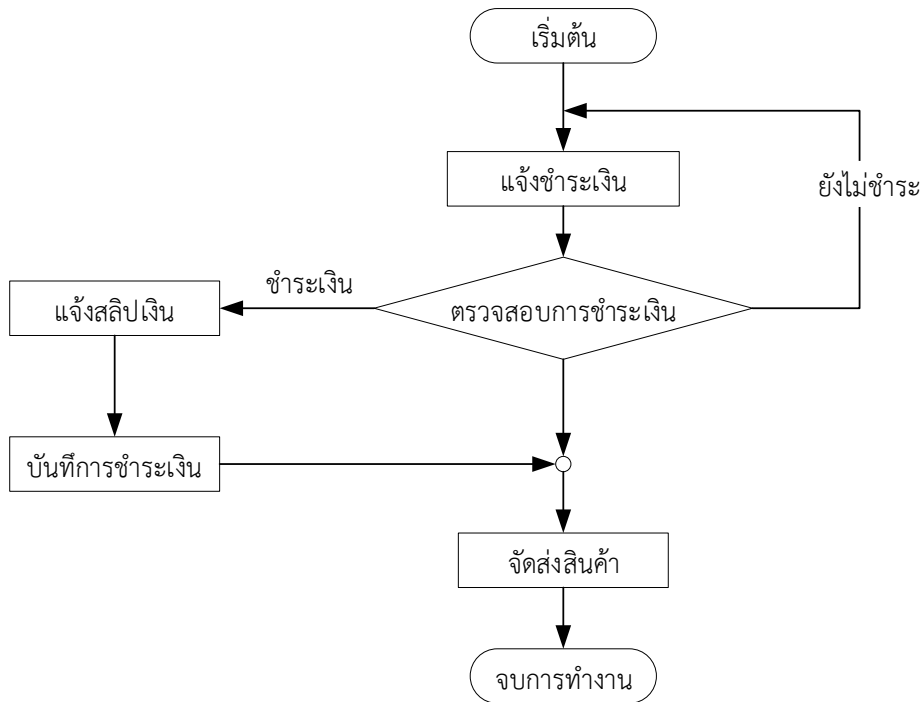 เริ่มต้น
แจ้งชำระเงิน
ยังไม่ชำระ
ชำระเงิน
แจ้งสลิปเงิน
ตรวจสอบการชำระเงิน
บันทึการชำระเงิน
จัดส่งสินค้า
จบการทำงาน